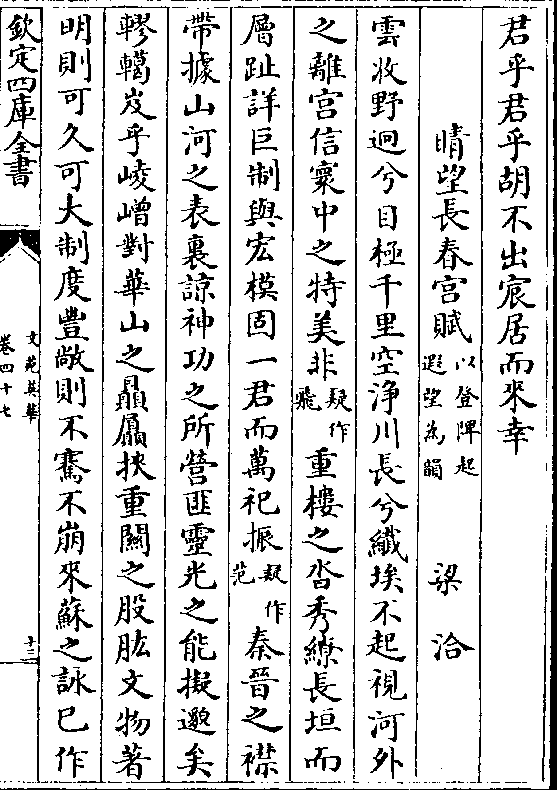 君乎君乎胡不出宸居而來幸
晴望長春宫賦以登陴起遐望為韻 梁洽
雲收野迥兮目極千里空浄川長兮纎埃不起視河外
之離宫信寰中之特美非疑作飛重樓之沓秀繚長垣而
層趾詳巨制與宏模固一君而萬祀振疑作范秦晉之襟
帶據山河之表裏諒神功之所營匪靈光之能擬邈矣
轇轕岌乎崚嶒對華山之贔屭挾重關之股肱文物著
明則可久可大制度豐敞則不騫不崩來蘇之詠已作
欽定四庫全書
文苑英華
卷四十七
十三